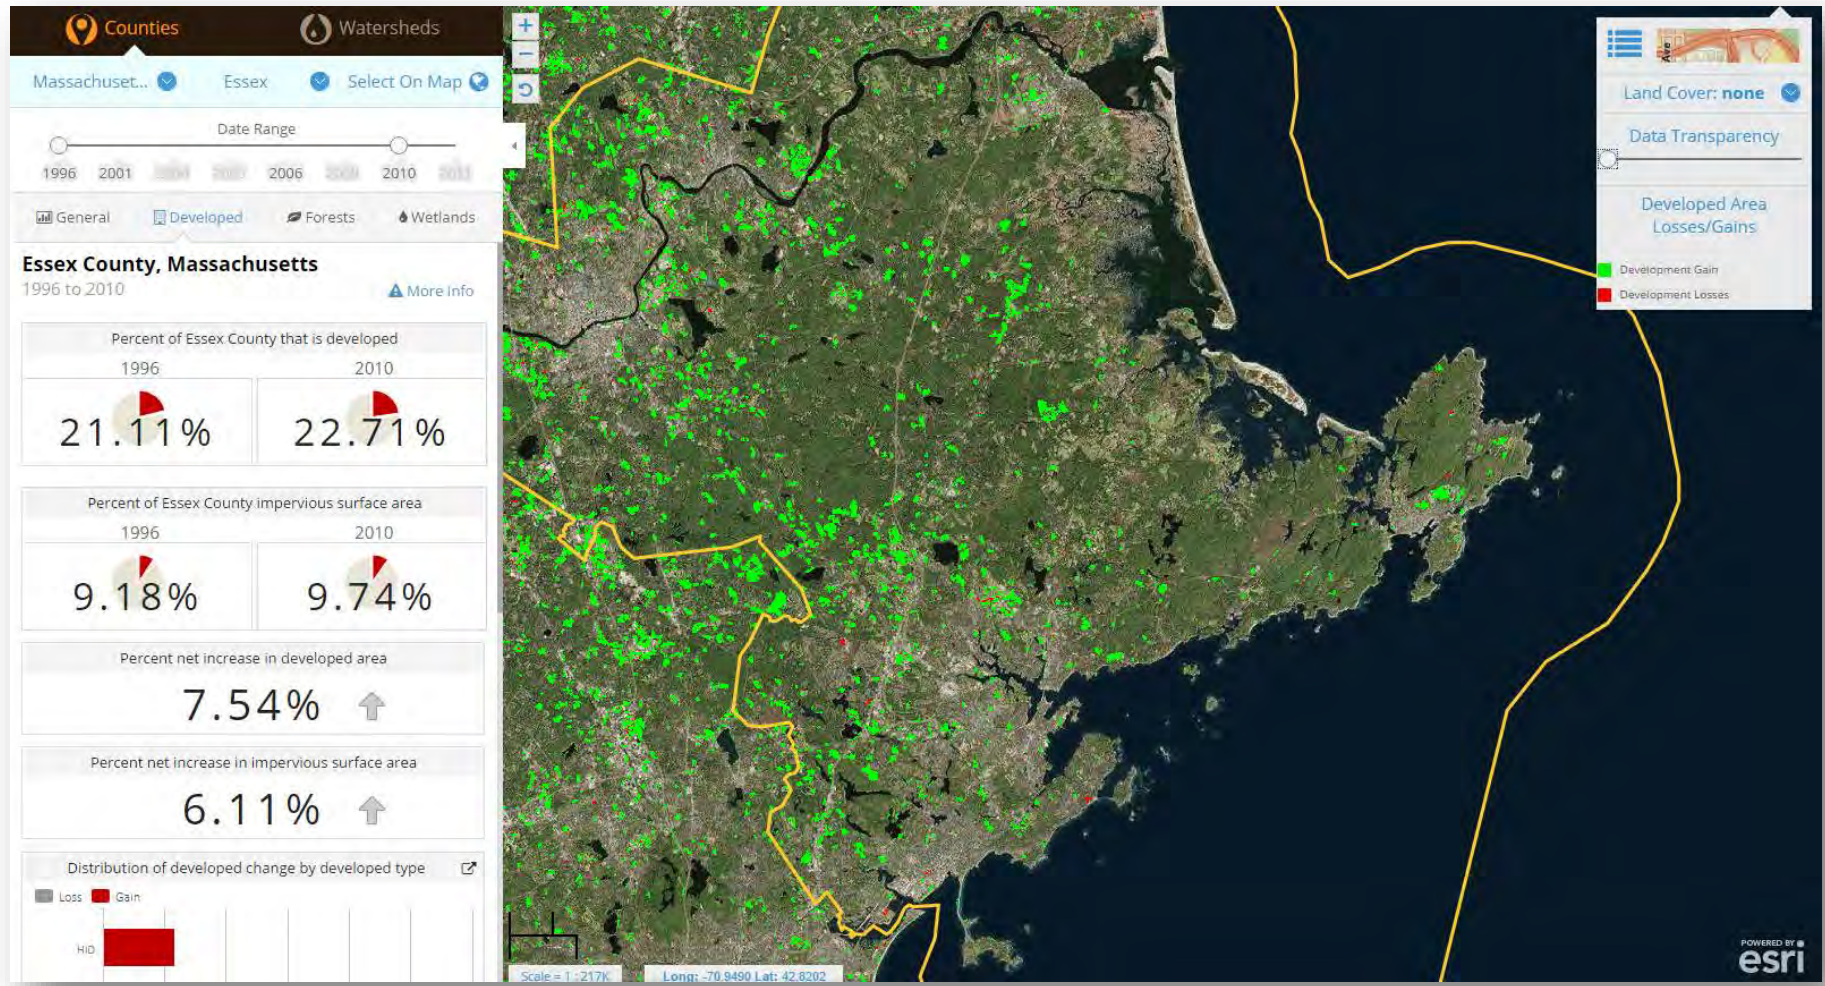 Counties
Watersheds
Massachuset...
Essex
Select On Map
Date Range
1996 2001 2006 2010
General
Developed
Forests
Wetlands
Essex County, Massachusetts
1996 to 2010
More Info
Percent of Essex County that is developed
1996 2010
21.11% 22.71%
Percent of Essex County impervious surface area
1996 2010
9.18% 9.74%
Percent net increase in developed area
7.54%
Percent net increase in impervious surface area
6.11%
Distribution of developed change by developed type
Loss Gain
HID
+
−
Scale = 1 : 217K
Long: -70.9490 Lat: 42.8202
Ave
Land Cover: none
Data Transparency
Developed Area
Losses/Gains
Development Gain
Development Losses
POWERED BY
esri